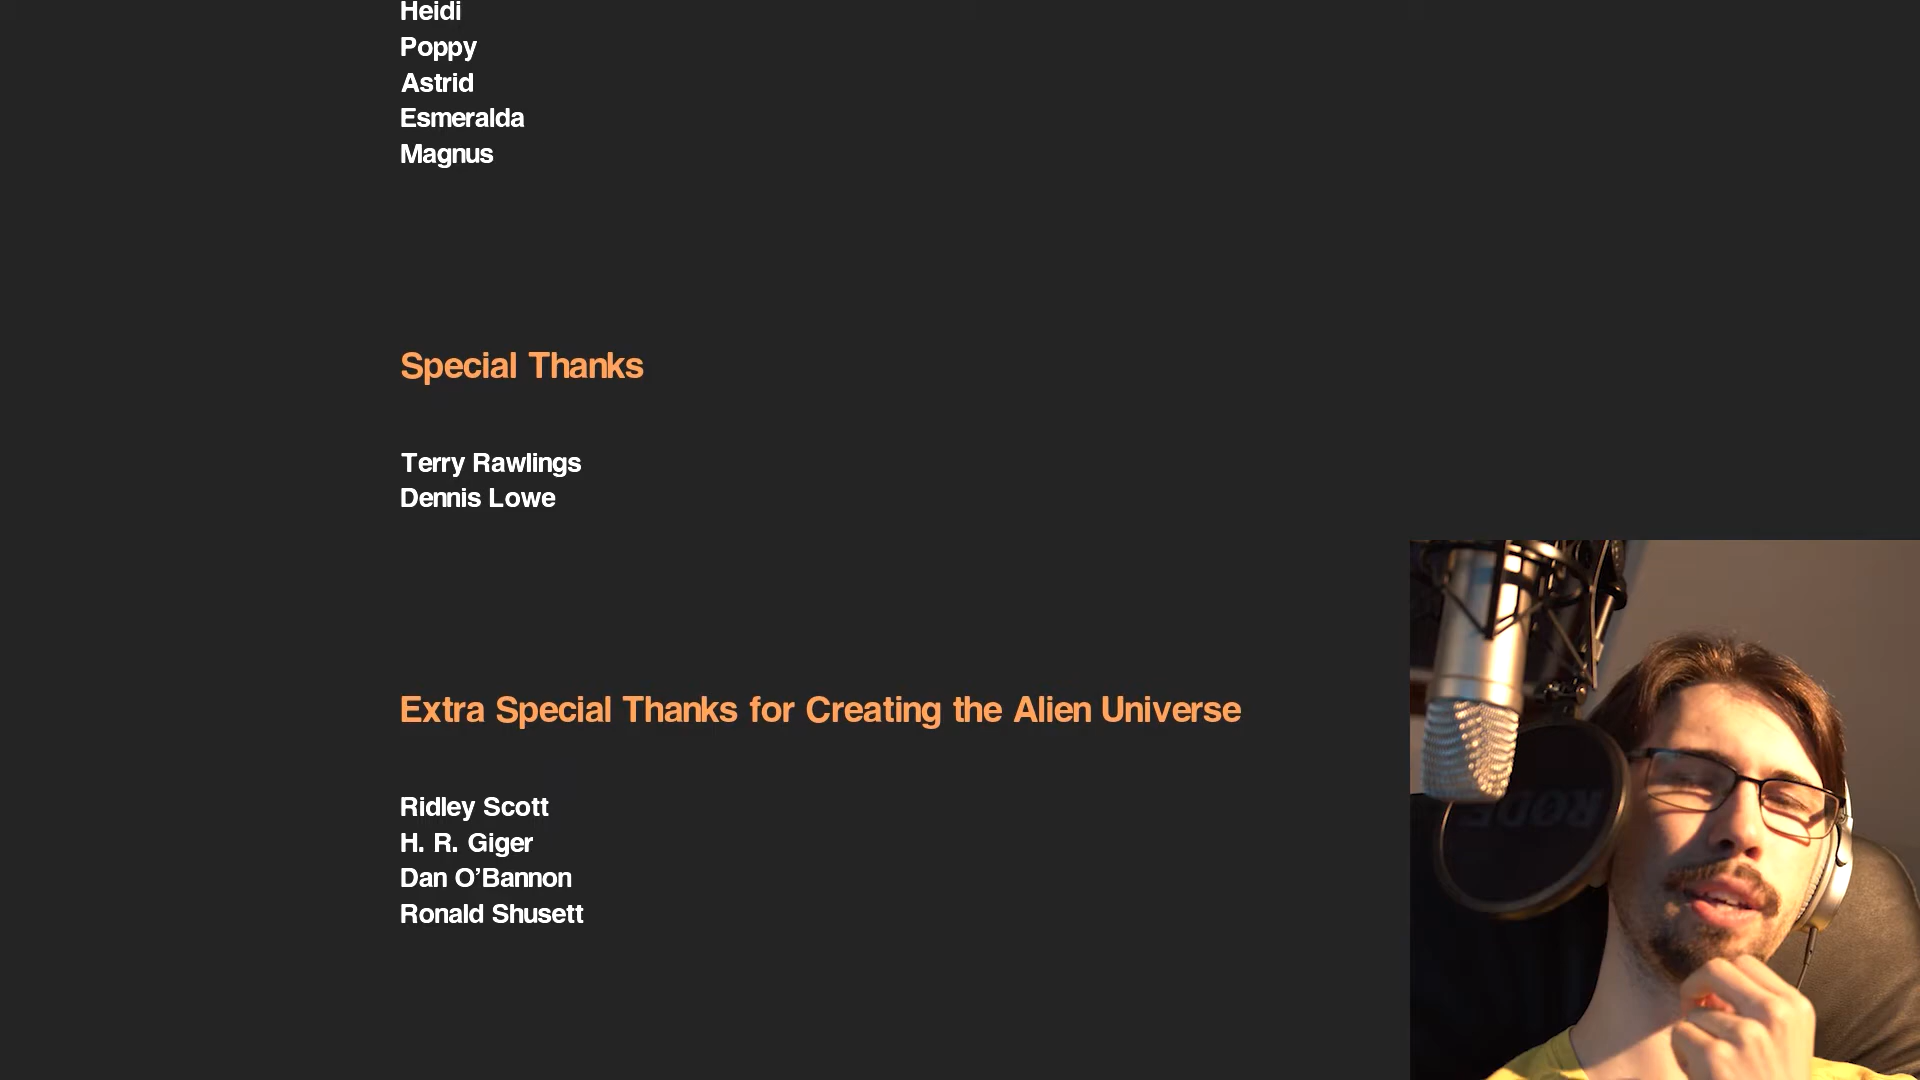 Heidi
Poppy
Astrid
Esmeralda
Magnus
Special Thanks
Terry Rawlings
Dennis Lowe
Extra Special Thanks for Creating the Alien Universe
Ridley Scott
H. R. Giger
Dan O’Bannon
Ronald Shusett
RODE